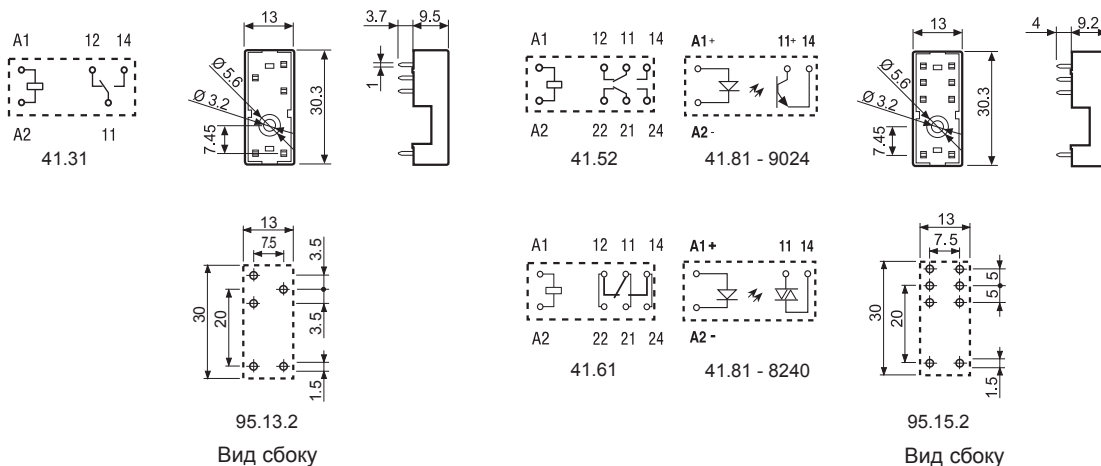 A1 12 14
A2 11
41.31
13
Ø 5.6
Ø 3.2
7.45
30.3
3.7 9.5
1
A1 12 11 14
A2 22 21 24
41.52
A1+ 11+ 14
A2 -
41.81 - 9024
13
Ø 5.6
Ø 3.2
7.45
30.3
4 9.2
13
7.5
3.5
30
20
3.5
1.5
95.13.2
Вид сбоку
A1 12 11 14
A2 22 21 24
41.61
A1 + 11 14
A2 -
41.81 - 8240
13
7.5
5
5
30
20
1.5
95.15.2
Вид сбоку